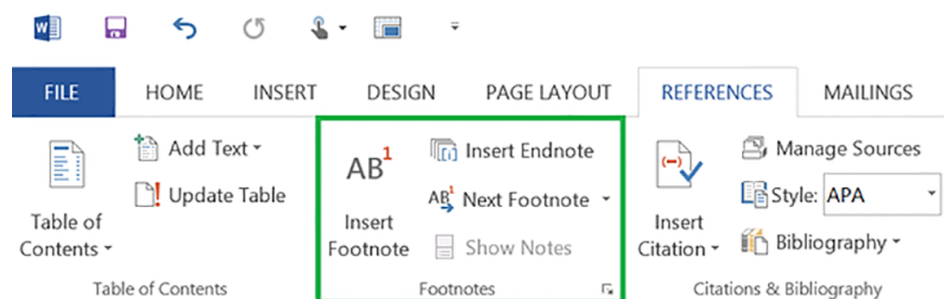 FILE HOME INSERT DESIGN PAGE LAYOUT REFERENCES MAILINGS
Table of
Contents
Add Text
Update Table
Table of Contents
AB1
Insert
Footnote
Insert Endnote
AB1 Next Footnote
Show Notes
Footnotes
Insert
Citation
Manage Sources
Style: APA
Bibliography
Citations & Bibliography